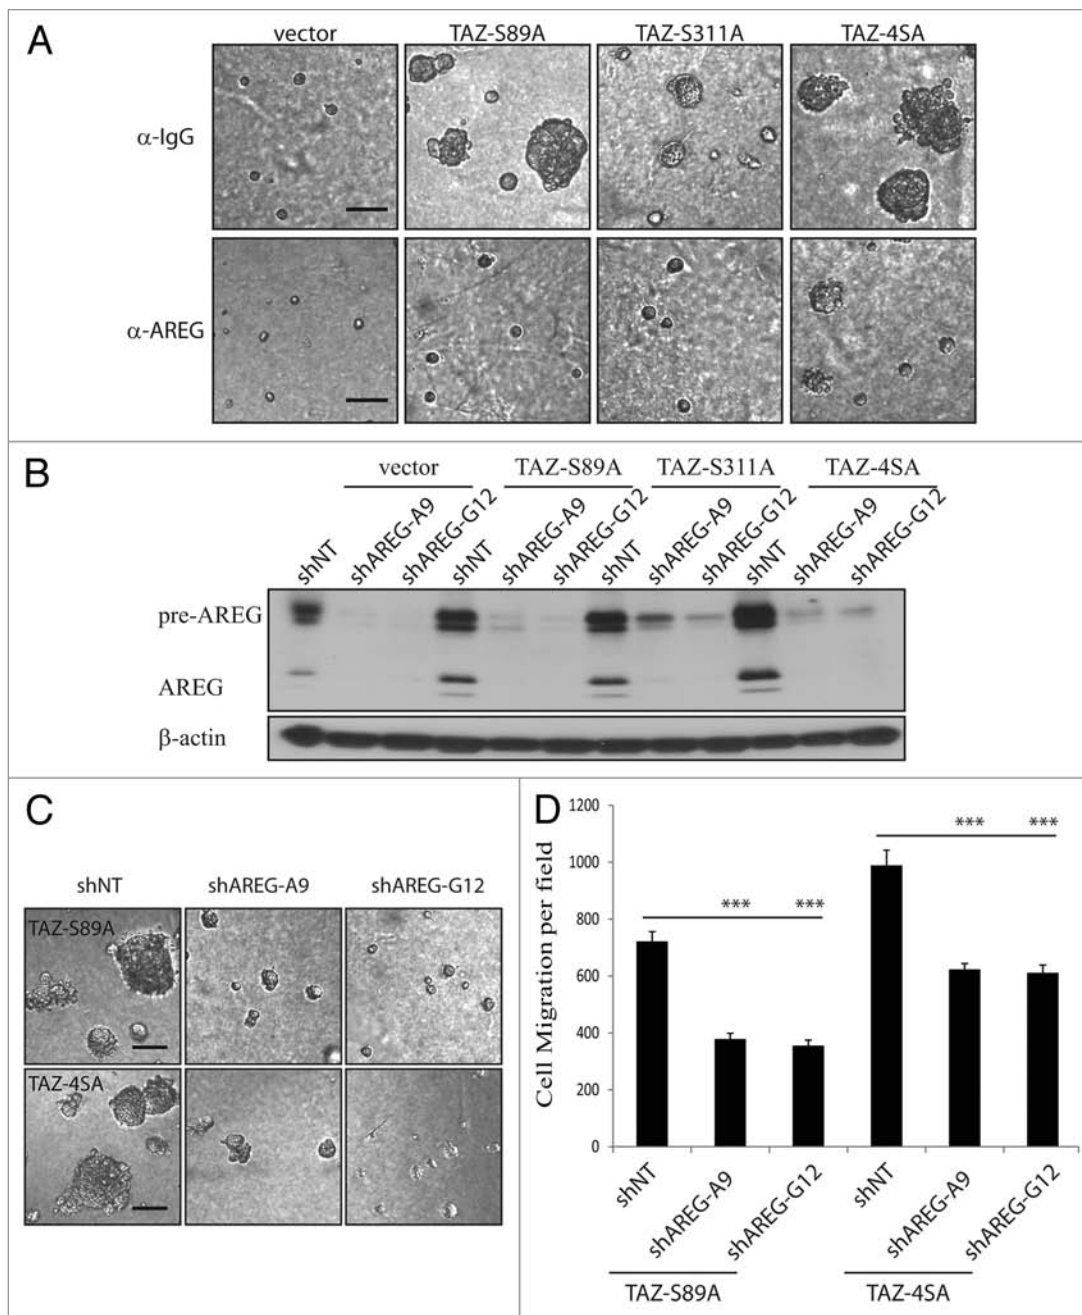 A
vector TAZ-S89A TAZ-S311A TAZ-4SA
α-IgG
α-AREG
B
vector TAZ-S89A TAZ-S311A TAZ-4SA
shNT shAREG-A9 shAREG-G12 shNT shAREG-A9 shAREG-G12 shNT shAREG-A9 shAREG-G12 shNT shAREG-A9 shAREG-G12
pre-AREG
AREG
β-actin
C
shNT shAREG-A9 shAREG-G12
TAZ-S89A
TAZ-4SA
D
Cell Migration per field
1200
1000
800
600
400
200
0
*** ***
*** ***
shNT shAREG-A9 shAREG-G12 shNT shAREG-A9 shAREG-G12
TAZ-S89A TAZ-4SA